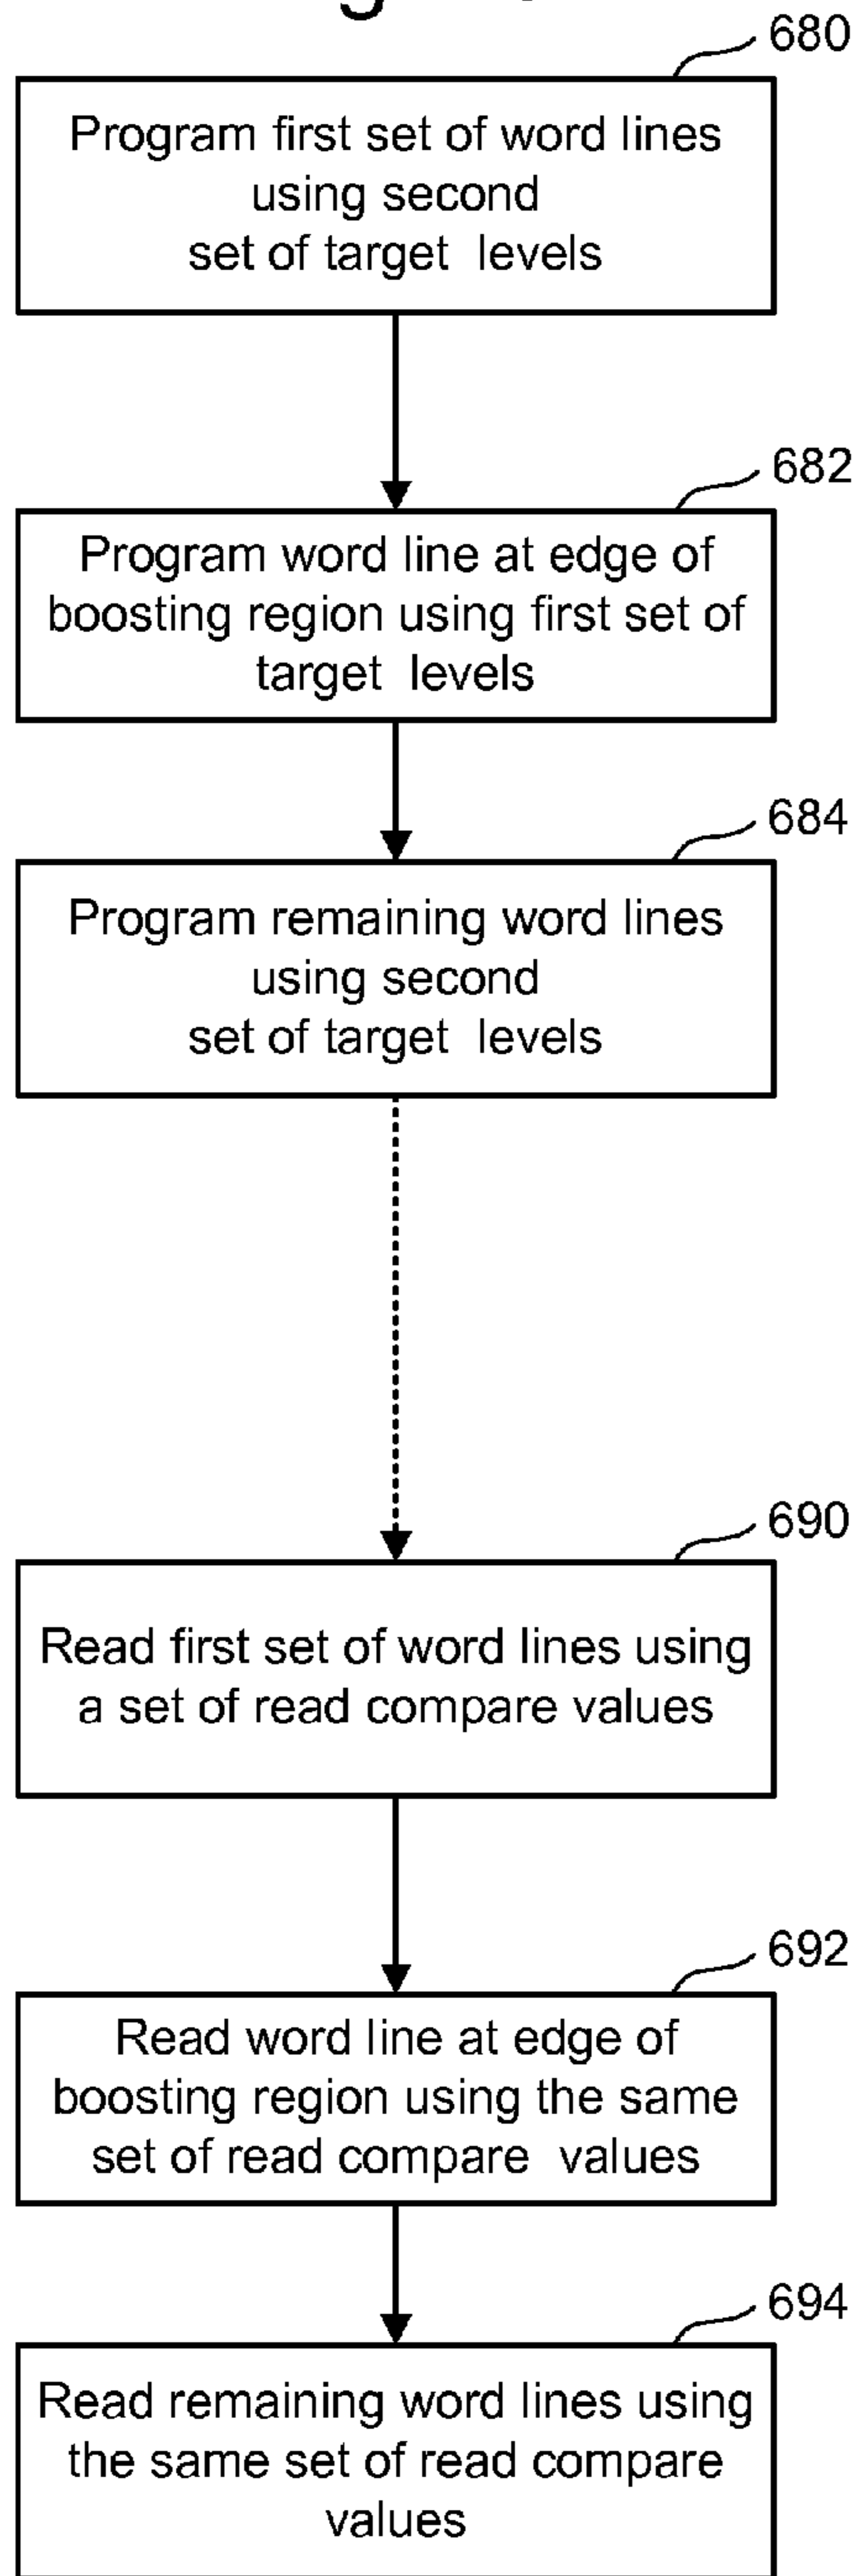 680
Program first set of word lines
using second
set of target levels
682
Program word line at edge of
boosting region using first set of
target levels
684
Program remaining word lines
using second
set of target levels
690
Read first set of word lines using
a set of read compare values
692
Read word line at edge of
boosting region using the same
set of read compare values
694
Read remaining word lines using
the same set of read compare
values